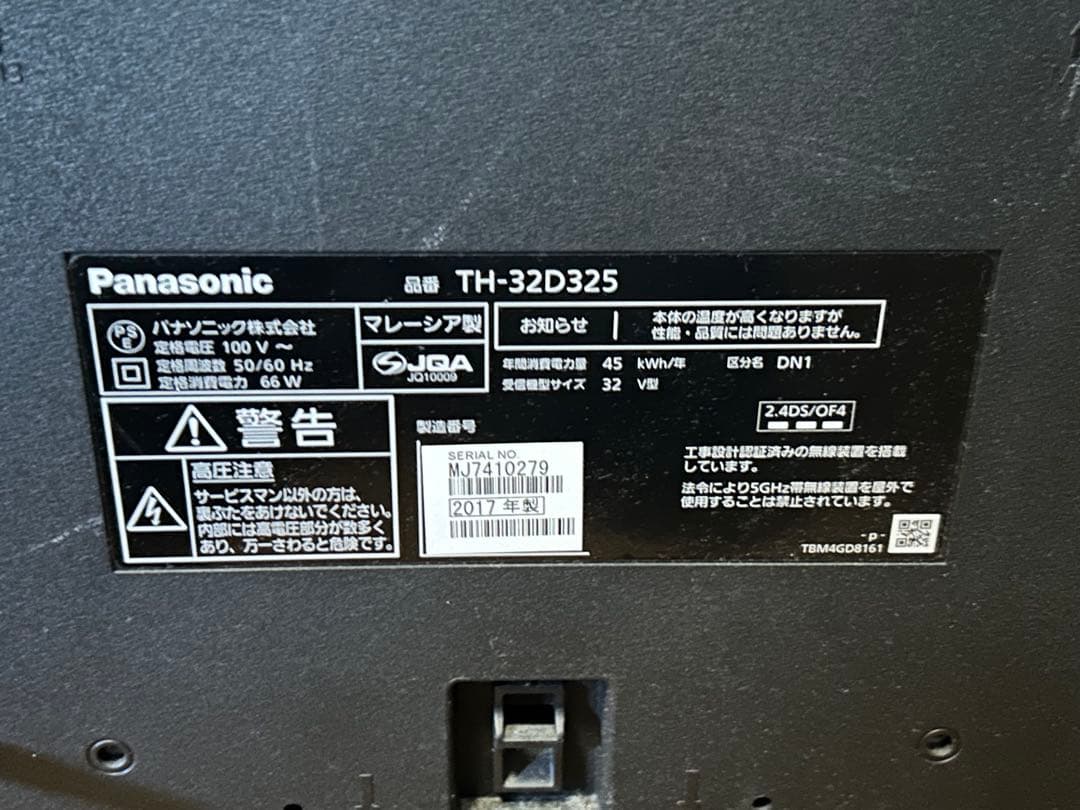 Panasonic
品番 TH-32D325
PS
E
パナソニック株式会社
定格電圧 100 V ～
定格周波数 50/60 Hz
定格消費電力 66 W
マレーシア製
JQA
JQ10009
お知らせ
本体の温度が高くなりますが
性能・品質には問題ありません。
年間消費電力量 45 kWh/年 区分名 DN1
受信機型サイズ 32 V型
警告
高圧注意
サービスマン以外の方は、
裏ぶたをあけないでください。
内部には高電圧部分が数多く
あり、万一さわると危険です。
製造番号
SERIAL NO.
MJ7410279
2017 年製
2.4DS/OF4
工事設計認証済みの無線装置を搭載
しています。
法令により5GHz帯無線装置を屋外で
使用することは禁止されています。
-P-
TBM4GD8161